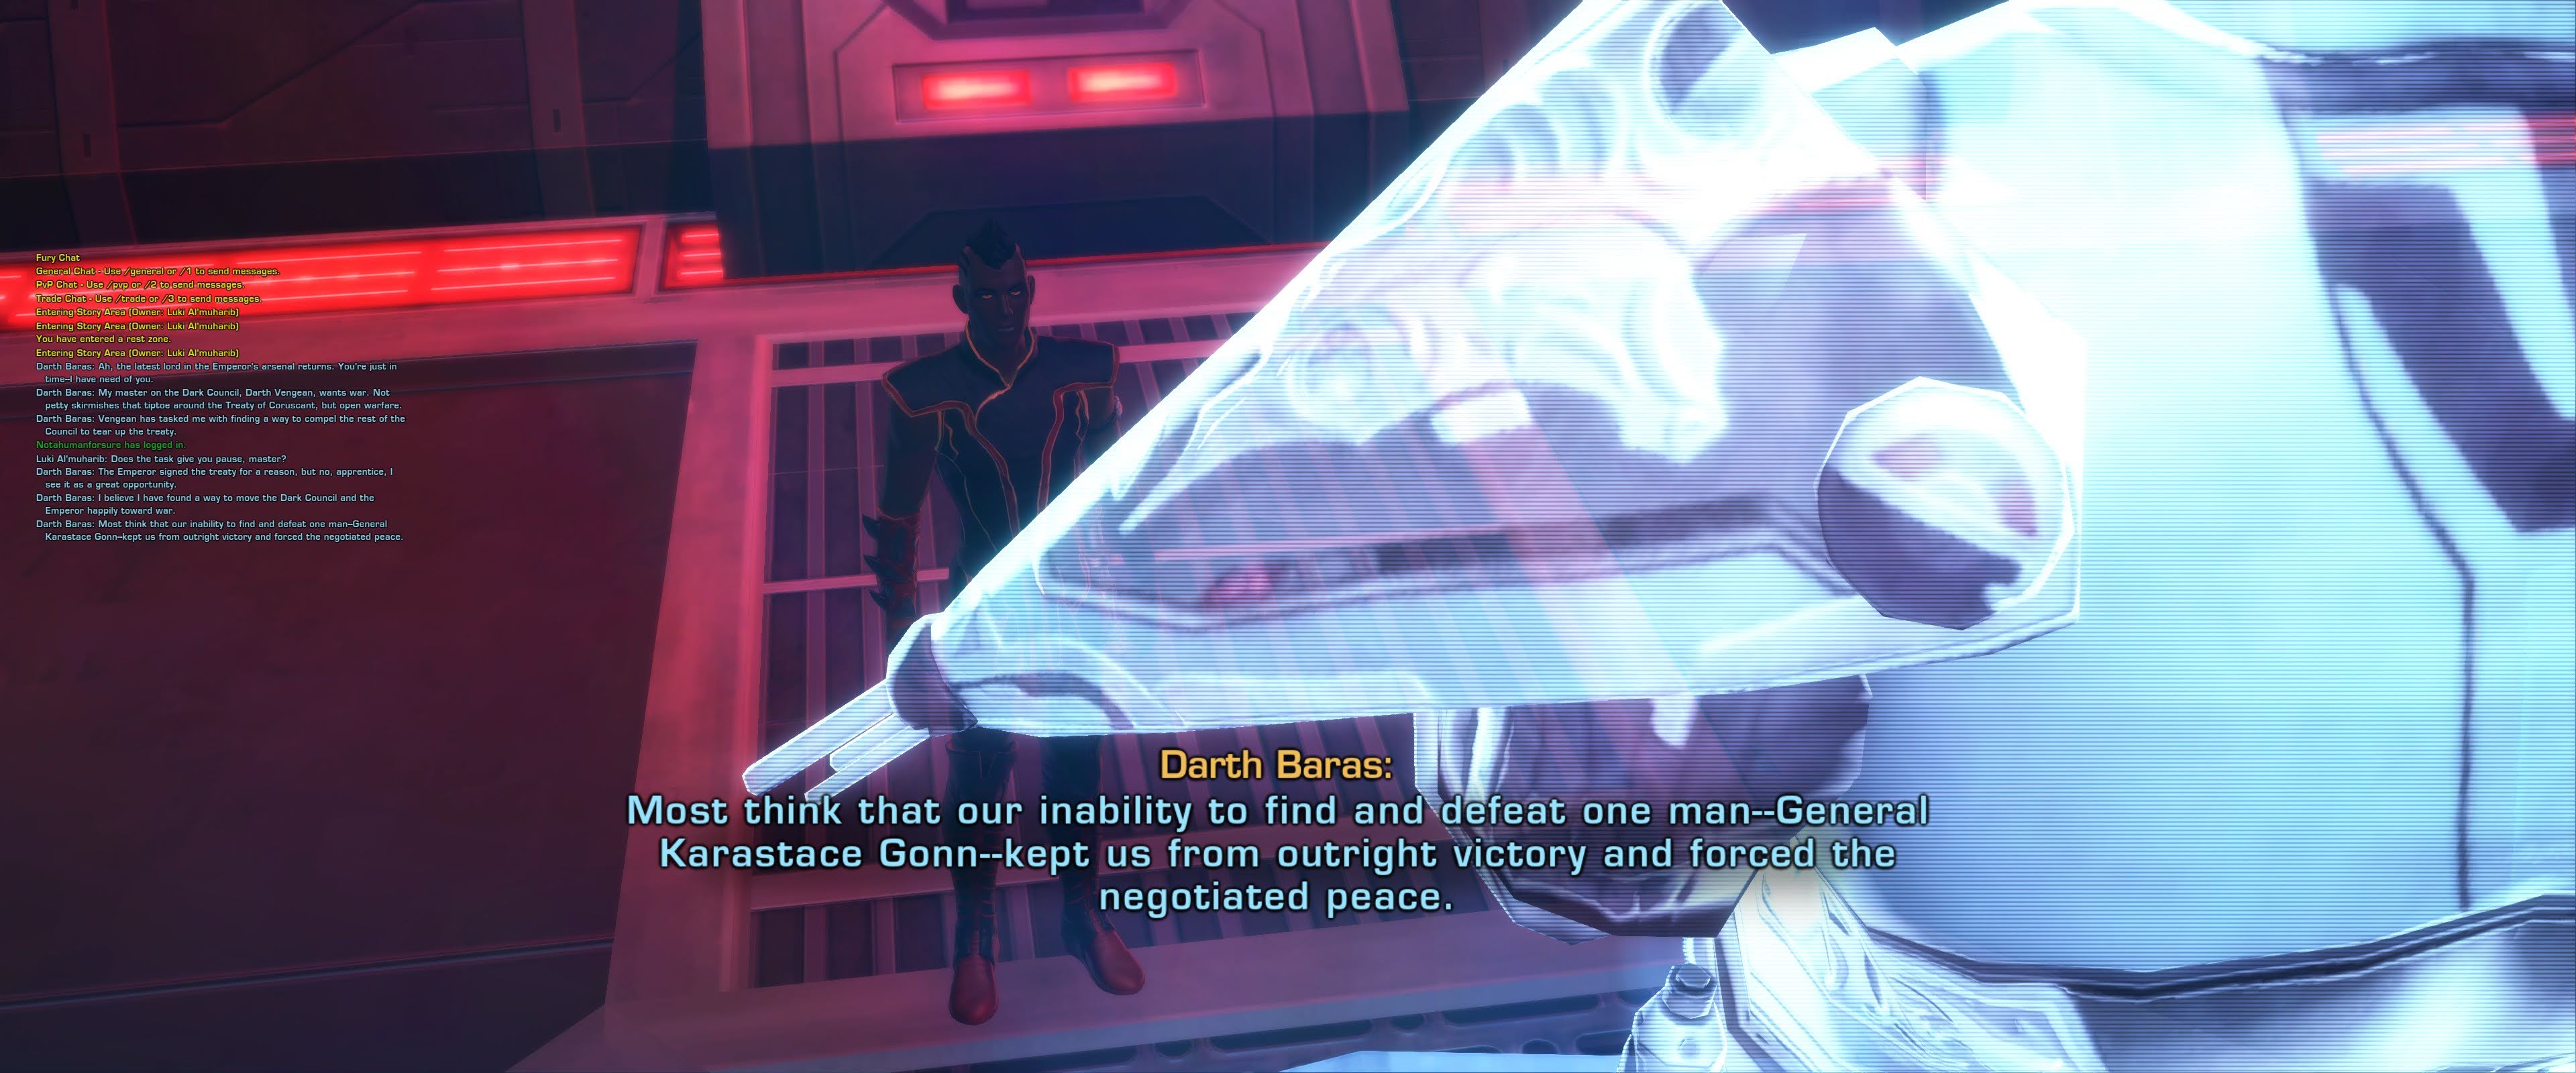 Fury Chat
General Chat - Use /general or /1 to send messages.
PvP Chat - Use /pvp or /2 to send messages.
Trade Chat - Use /trade or /3 to send messages.
Entering Story Area (Owner: Luki Al'muharib)
Entering Story Area (Owner: Luki Al'muharib)
You have entered a rest zone.
Entering Story Area (Owner: Luki Al'muharib)
Darth Baras: Ah, the latest lord in the Emperor's arsenal returns. You're just in
time--I have need of you.
Darth Baras: My master on the Dark Council, Darth Vengean, wants war. Not
petty skirmishes that tiptoe around the Treaty of Coruscant, but open warfare.
Darth Baras: Vengean has tasked me with finding a way to compel the rest of the
Council to tear up the treaty.
Notahumanforsure has logged in.
Luki Al'muharib: Does the task give you pause, master?
Darth Baras: The Emperor signed the treaty for a reason, but no, apprentice, I
see it as a great opportunity.
Darth Baras: I believe I have found a way to move the Dark Council and the
Emperor happily toward war.
Darth Baras: Most think that our inability to find and defeat one man--General
Karastace Gonn--kept us from outright victory and forced the negotiated peace.
Darth Baras:
Most think that our inability to find and defeat one man--General
Karastace Gonn--kept us from outright victory and forced the
negotiated peace.